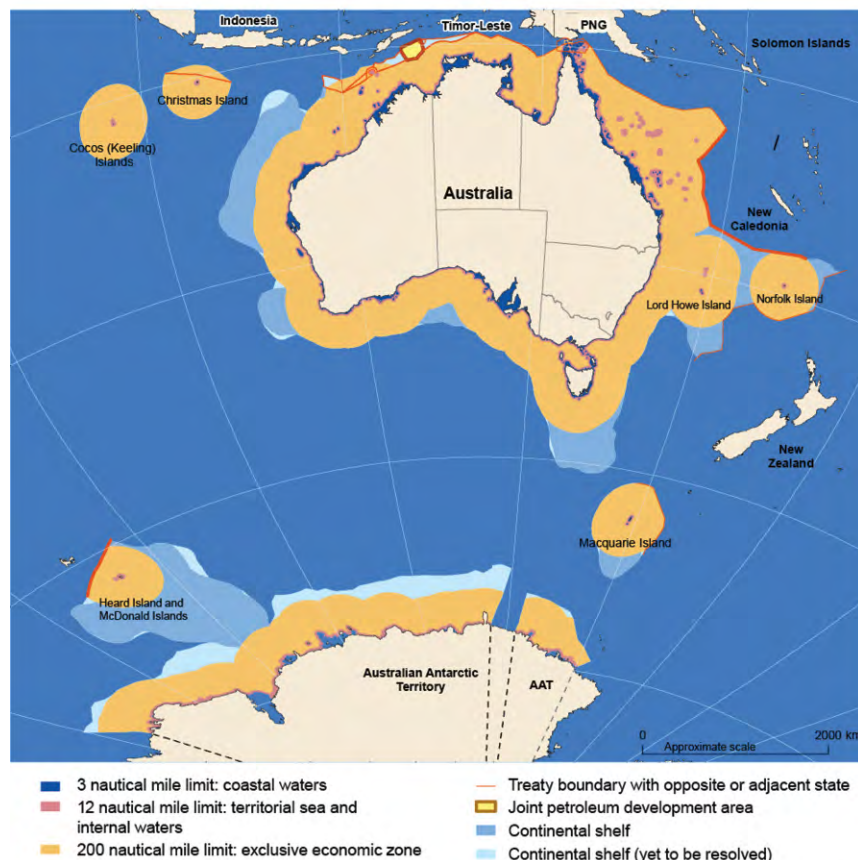 Indonesia
Timor-Leste
PNG
Solomon Islands
Christmas Island
Cocos (Keeling)
Islands
Australia
New
Caledonia
Lord Howe Island
Norfolk Island
New
Zealand
Macquarie Island
Heard Island and
McDonald Islands
Australian Antarctic
Territory
AAT
0
2000 km
Approximate scale
3 nautical mile limit: coastal waters
12 nautical mile limit: territorial sea and
internal waters
200 nautical mile limit: exclusive economic zone
Treaty boundary with opposite or adjacent state
Joint petroleum development area
Continental shelf
Continental shelf (yet to be resolved)